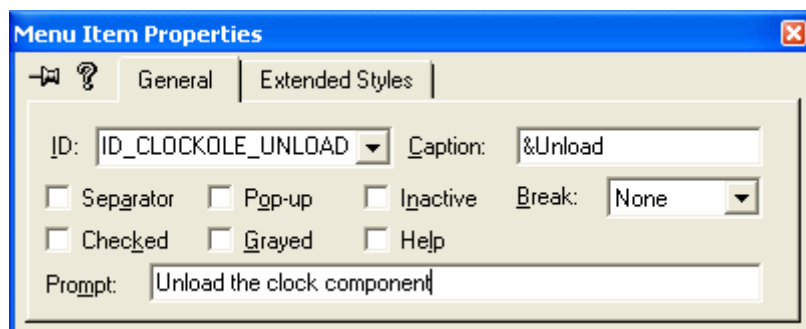 Menu Item Properties
General Extended Styles
ID: ID_CLOCKOLE_UNLOAD Caption: &Unload
Separator Pop-up Inactive Break: None
Checked Grayed Help
Prompt: Unload the clock component